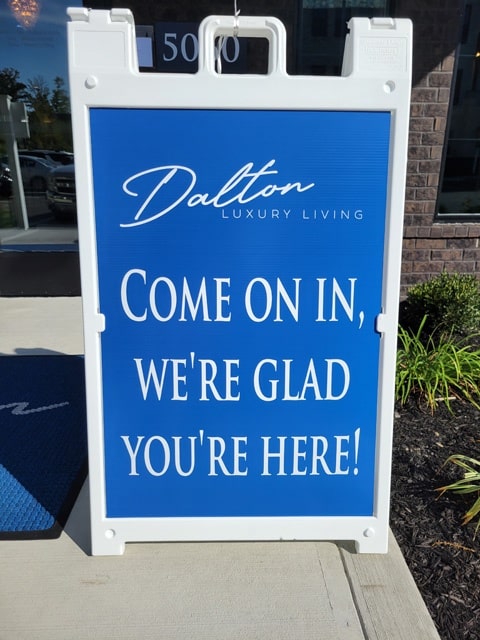 Dalton
LUXURY LIVING
COME ON IN,
WE'RE GLAD
YOU'RE HERE!